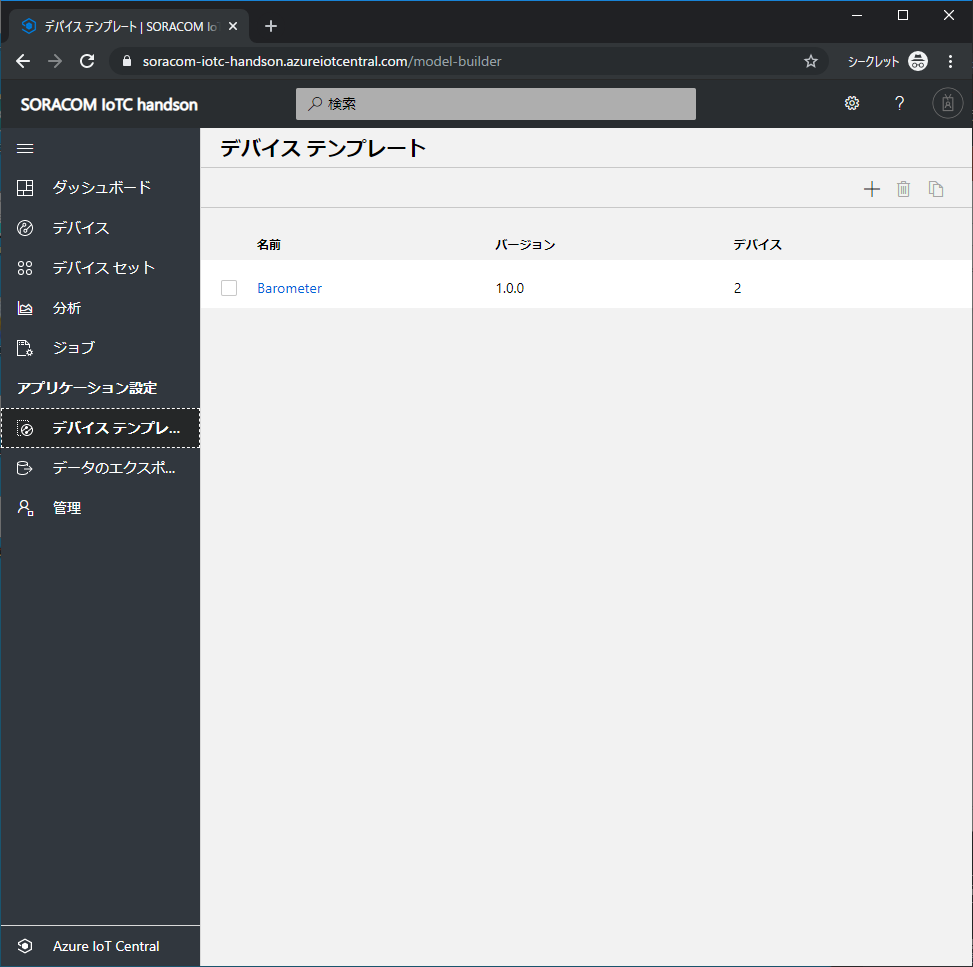 デバイス テンプレート | SORACOM Io
soracom-iotc-handson.azureiotcentral.com/model-builder
シークレット
SORACOM IoTC handson
検索
?
デバイス テンプレート
ダッシュボード
デバイス
デバイス セット
分析
ジョブ
アプリケーション設定
デバイス テンプレ...
データのエクスポ...
管理
名前 バージョン デバイス
Barometer 1.0.0 2
Azure IoT Central